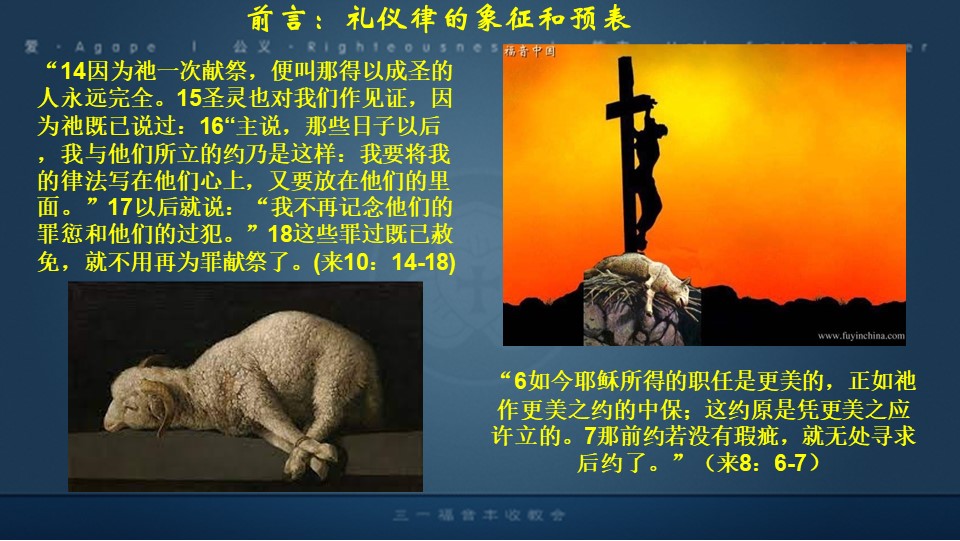 前言：礼仪律的象征和预表
爱·Agape | 公义·Righteousness
“14因为祂一次献祭，便叫那得以成圣的
人永远完全。15圣灵也对我们作见证，因
为祂既已说过：16“主说，那些日子以后
，我与他们所立的约乃是这样：我要将我
的律法写在他们心上，又要放在他们的里
面。”17以后就说：“我不再记念他们的
罪愆和他们的过犯。”18这些罪过既已赦
免，就不用再为罪献祭了。(来10：14-18)
福音中国
www.fuyinchina.com
“6如今耶稣所得的职任是更美的，正如祂
作更美之约的中保；这约原是凭更美之应
许立的。7那前约若没有瑕疵，就无处寻求
后约了。”（来8：6-7）
三一福音丰收教会